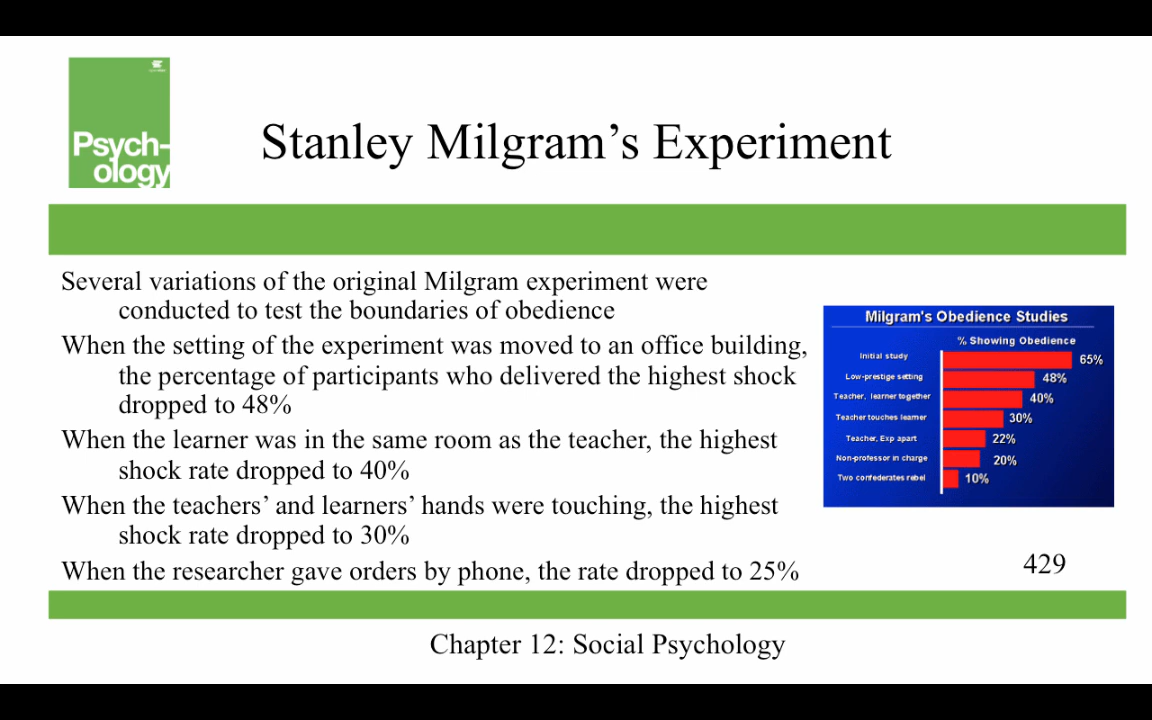 Psych-
ology
Stanley Milgram’s Experiment
Several variations of the original Milgram experiment were
conducted to test the boundaries of obedience
When the setting of the experiment was moved to an office building,
the percentage of participants who delivered the highest shock
dropped to 48%
When the learner was in the same room as the teacher, the highest
shock rate dropped to 40%
When the teachers’ and learners’ hands were touching, the highest
shock rate dropped to 30%
When the researcher gave orders by phone, the rate dropped to 25%
Milgram's Obedience Studies
% Showing Obedience
Initial study 65%
Low-prestige setting 48%
Teacher, learner together 40%
Teacher touches learner 30%
Teacher, Exp apart 22%
Non-professor in charge 20%
Two confederates rebel 10%
429
Chapter 12: Social Psychology